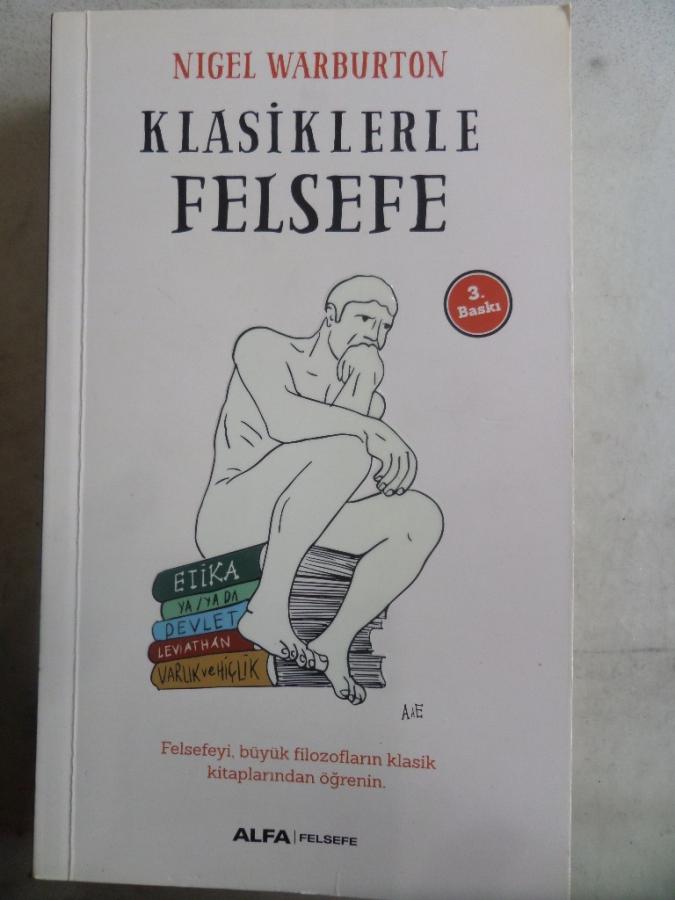 NIGEL WARBURTON
KLASİKLERLE
FELSEFE
3.
Baskı
ETİKA
YA/YA DA
DEVLET
LEVIATHAN
VARLIK ve HİÇLİK
AAE
Felsefeyi, büyük filozofların klasik
kitaplarından öğrenin.
ALFA | FELSEFE